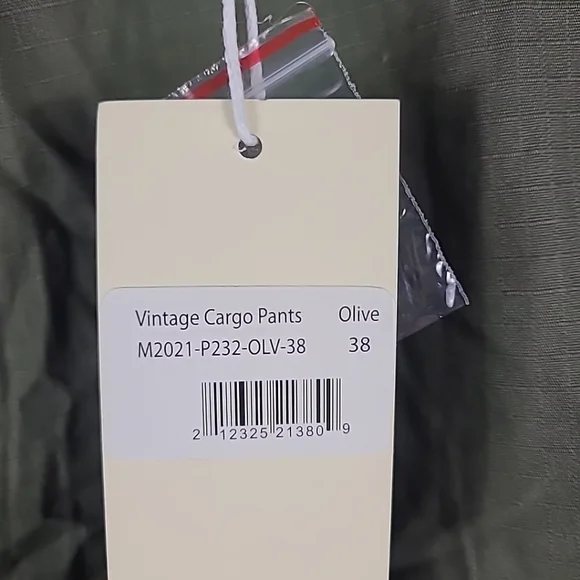 Vintage Cargo Pants Olive
M2021-P232-OLV-38 38
2 12325 21380 9